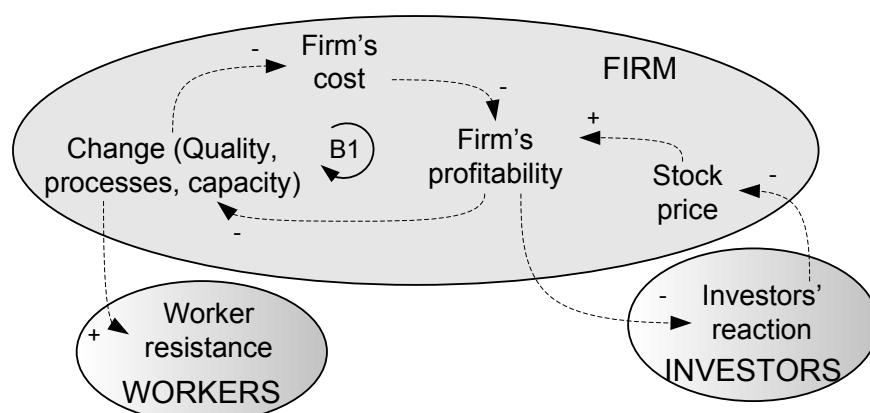 -
Firm's
cost
FIRM
-
+
Change (Quality,
processes, capacity)
B1
Firm's
profitability
Stock
price
-
-
+
Worker
resistance
WORKERS
-
Investors'
reaction
INVESTORS